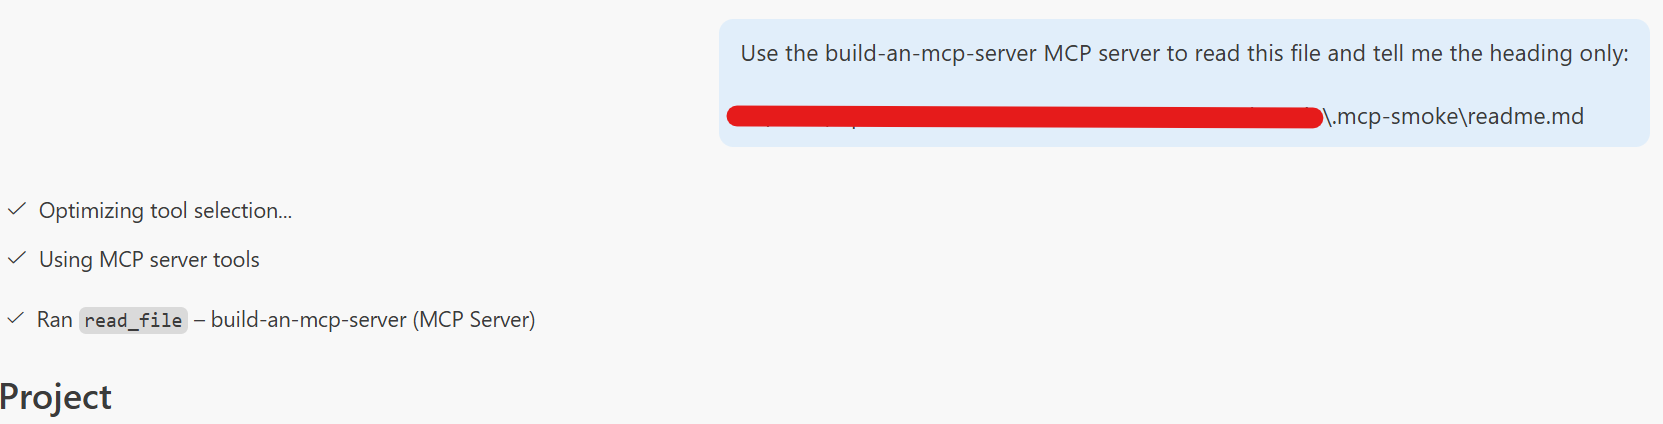 Use the build-an-mcp-server MCP server to read this file and tell me the heading only:
\.mcp-smoke\readme.md
Optimizing tool selection...
Using MCP server tools
Ran read_file – build-an-mcp-server (MCP Server)
Project